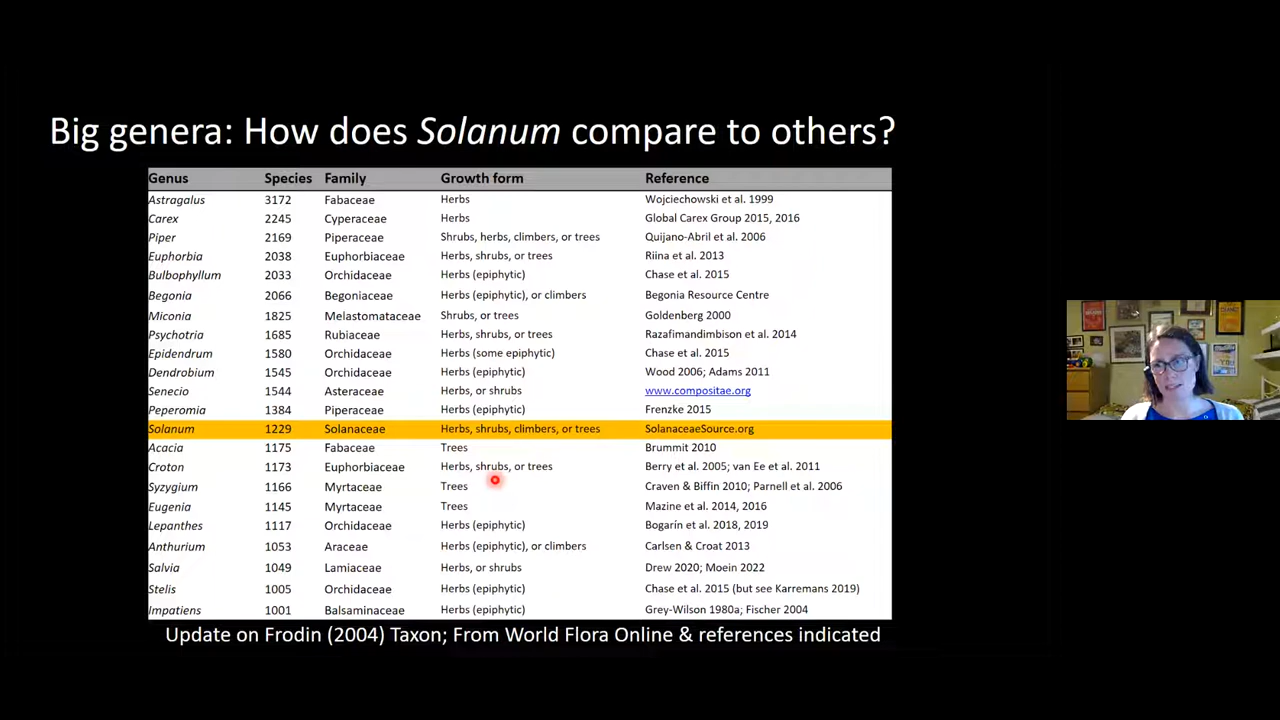 Big genera: How does Solanum compare to others?
Genus Species Family Growth form Reference
Astragalus 3172 Fabaceae Herbs Wojciechowski et al. 1999
Carex 2245 Cyperaceae Herbs Global Carex Group 2015, 2016
Piper 2169 Piperaceae Shrubs, herbs, climbers, or trees Quijano-Abril et al. 2006
Euphorbia 2038 Euphorbiaceae Herbs, shrubs, or trees Riina et al. 2013
Bulbophyllum 2033 Orchidaceae Herbs (epiphytic) Chase et al. 2015
Begonia 2066 Begoniaceae Herbs (epiphytic), or climbers Begonia Resource Centre
Miconia 1825 Melastomataceae Shrubs, or trees Goldenberg 2000
Psychotria 1685 Rubiaceae Herbs, shrubs, or trees Razafimandimbison et al. 2014
Epidendrum 1580 Orchidaceae Herbs (some epiphytic) Chase et al. 2015
Dendrobium 1545 Orchidaceae Herbs (epiphytic) Wood 2006; Adams 2011
Senecio 1544 Asteraceae Herbs, or shrubs www.compositae.org
Peperomia 1384 Piperaceae Herbs (epiphytic) Frenzke 2015
Solanum 1229 Solanaceae Herbs, shrubs, climbers, or trees SolanaceaeSource.org
Acacia 1175 Fabaceae Trees Brummit 2010
Croton 1173 Euphorbiaceae Herbs, shrubs, or trees Berry et al. 2005; van Ee et al. 2011
Syzygium 1166 Myrtaceae Trees Craven & Biffin 2010; Parnell et al. 2006
Eugenia 1145 Myrtaceae Trees Mazine et al. 2014, 2016
Lepanthes 1117 Orchidaceae Herbs (epiphytic) Bogarín et al. 2018, 2019
Anthurium 1053 Araceae Herbs (epiphytic), or climbers Carlsen & Croat 2013
Salvia 1049 Lamiaceae Herbs, or shrubs Drew 2020; Moein 2022
Stelis 1005 Orchidaceae Herbs (epiphytic) Chase et al. 2015 (but see Karremans 2019)
Impatiens 1001 Balsaminaceae Herbs (epiphytic) Grey-Wilson 1980a; Fischer 2004
Update on Frodin (2004) Taxon; From World Flora Online & references indicated